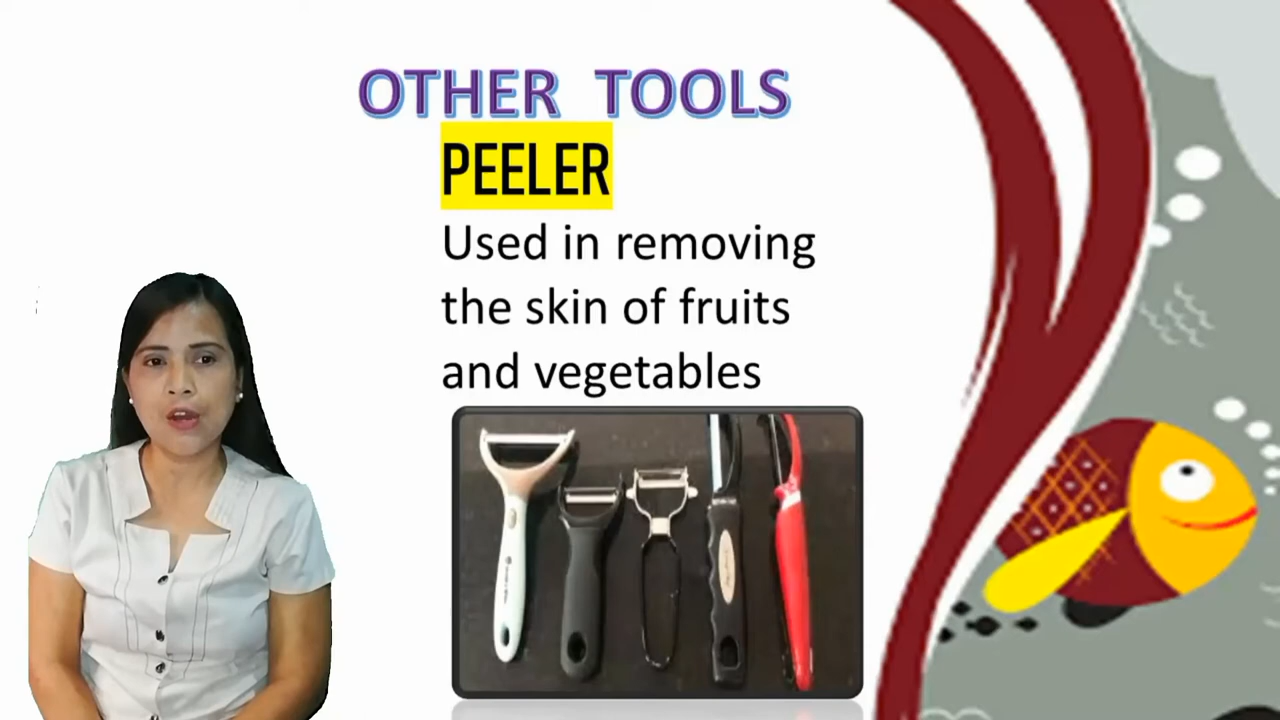 OTHER TOOLS
PEELER
Used in removing
the skin of fruits
and vegetables